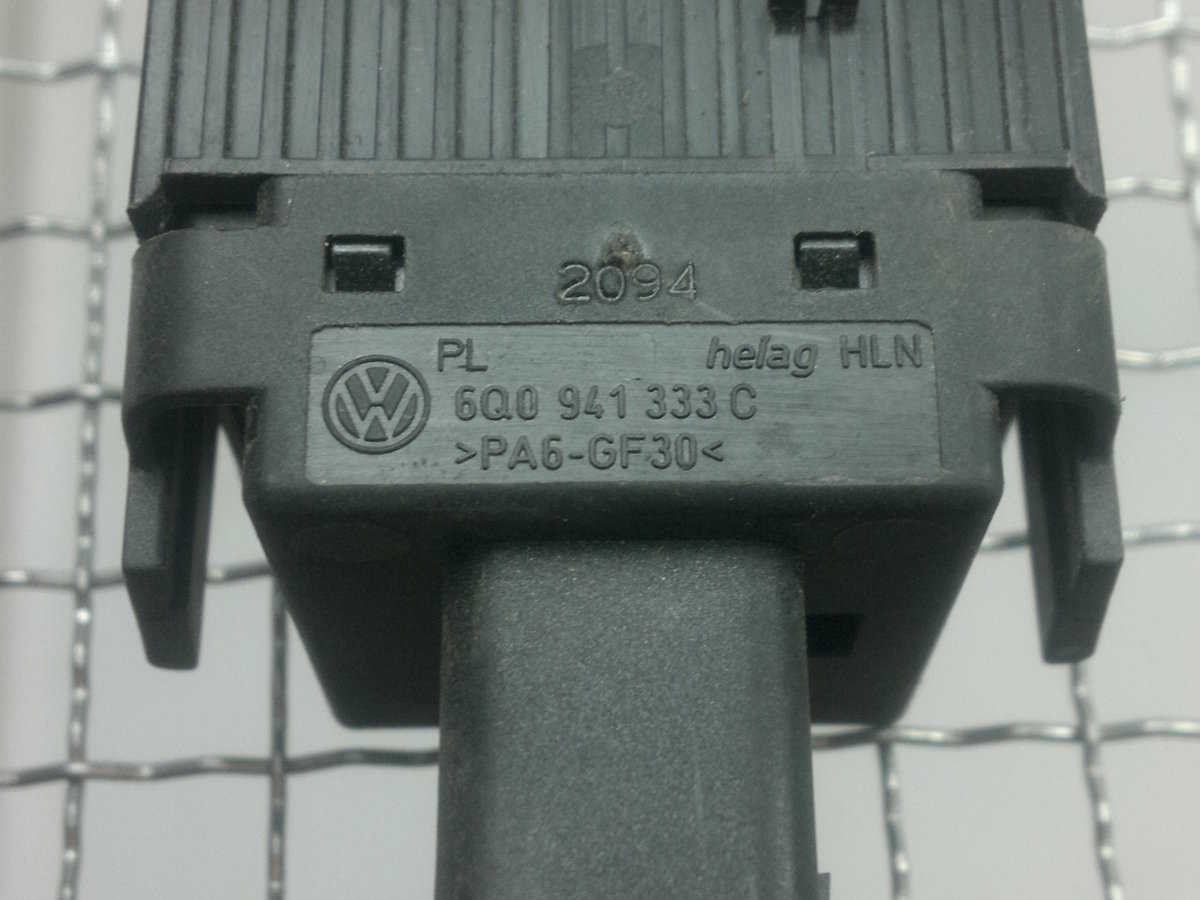 2094
PL helag HLN
6Q0 941 333 C
>PA6-GF30<